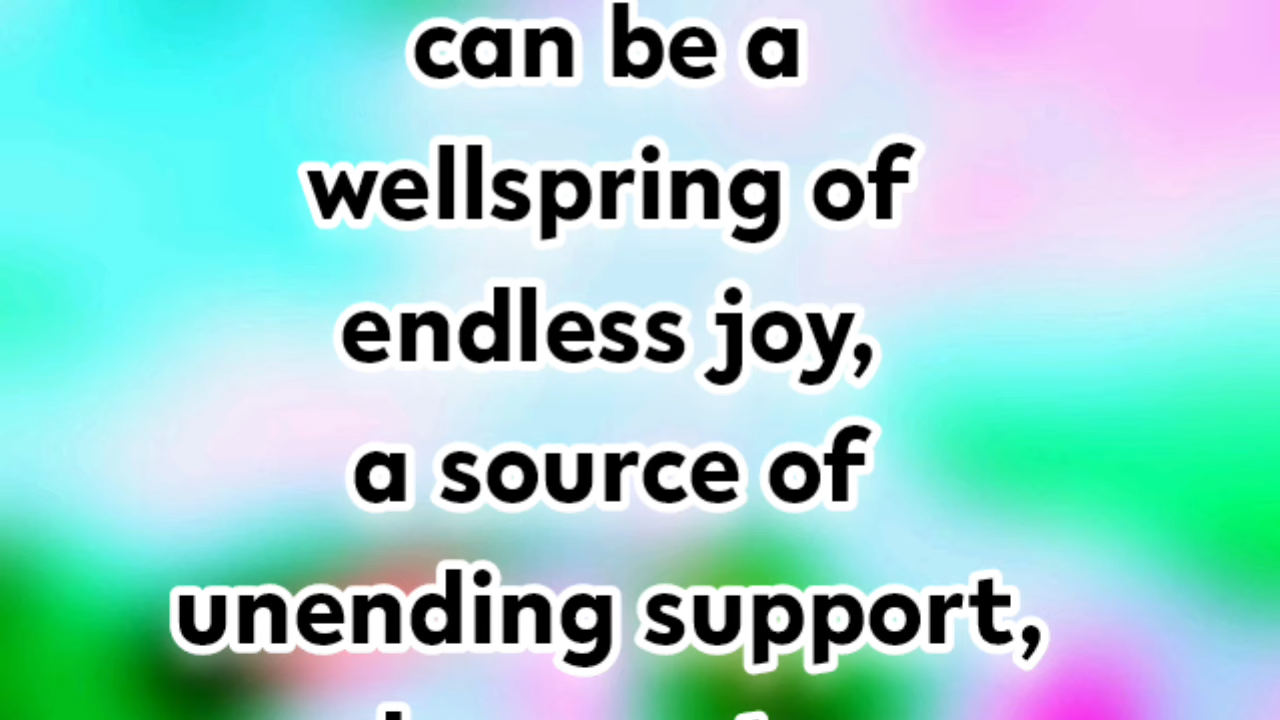 can be a
wellspring of
endless joy,
a source of
unending support,